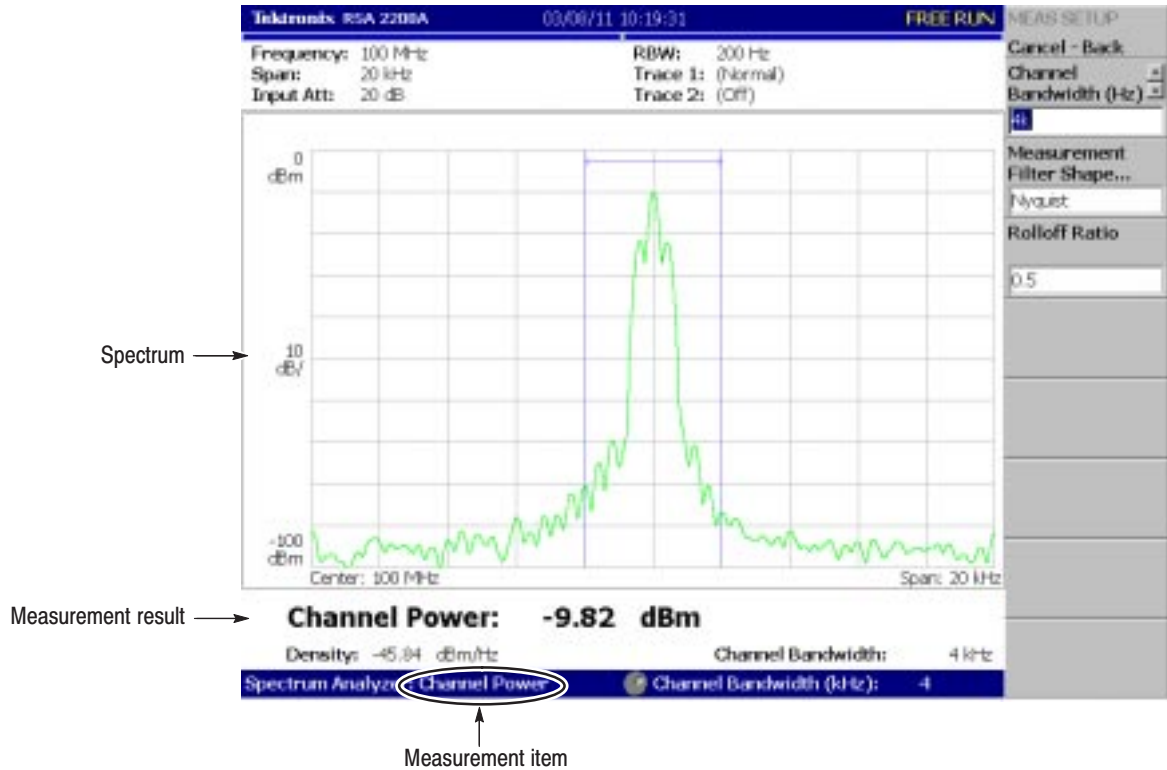 Tektronix RSA 2208A 03/08/11 10:19:31 FREE RUN
Frequency: 100 MHz
Span: 20 kHz
Input Att: 20 dB
RBW: 200 Hz
Trace 1: (Normal)
Trace 2: (Off)
MEAS SETUP
Cancel - Back
Channel
Bandwidth (Hz)
4k
Measurement
Filter Shape...
Nyquist
Rolloff Ratio
0.5
0
dBm
Spectrum
10
dB/
-100
dBm
Center: 100 MHz Span: 20 kHz
Measurement result
Channel Power: -9.82 dBm
Density: -45.84 dBm/Hz Channel Bandwidth: 4 kHz
Spectrum Analyzer: Channel Power Channel Bandwidth (kHz): 4
Measurement item